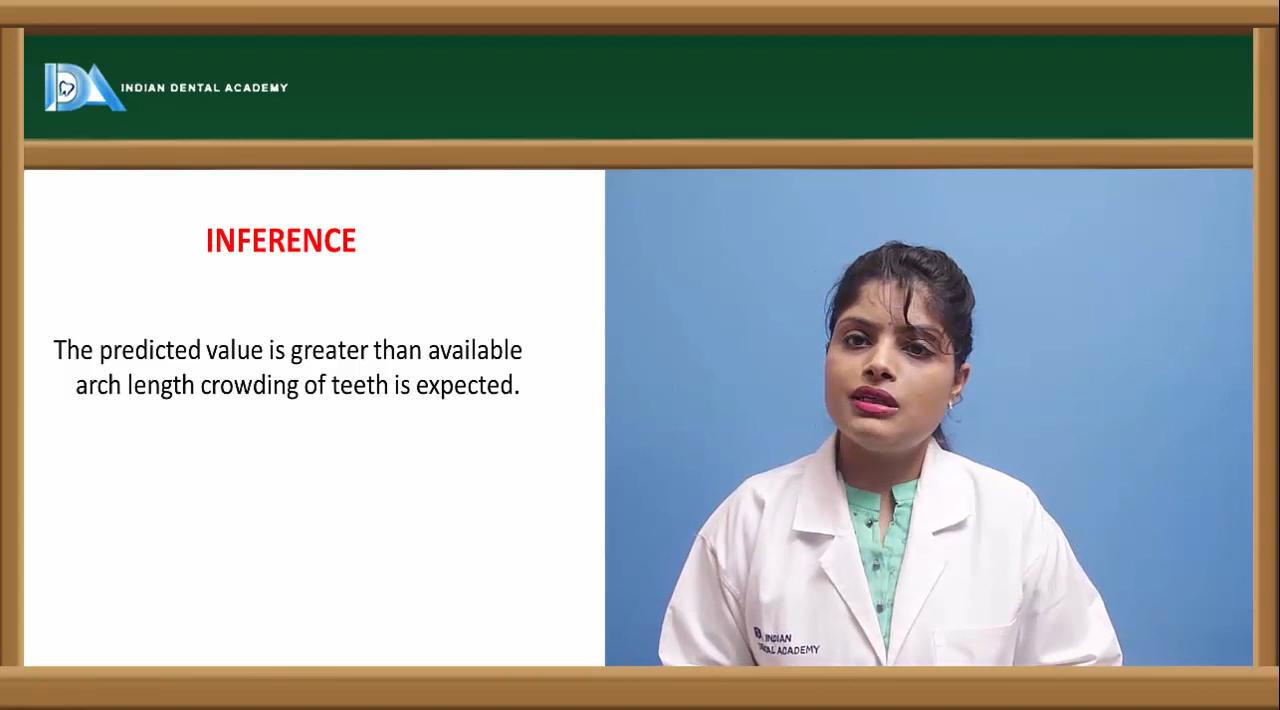 INDIAN DENTAL ACADEMY
INFERENCE
The predicted value is greater than available
arch length crowding of teeth is expected.
INDIAN
DENTAL ACADEMY